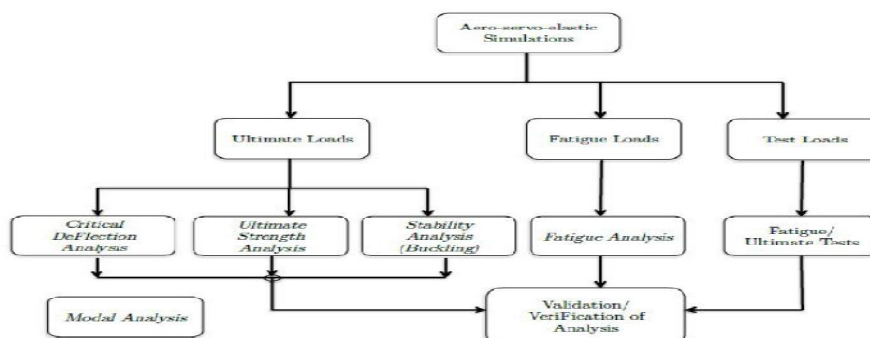 Aero-servo-elastic
Simulations
Ultimate Loads
Fatigue Loads
Test Loads
Critical
DeFlection
Analysis
Ultimate
Strength
Analysis
Stability
Analysis
(Buckling)
Fatigue Analysis
Fatigue/
Ultimate Tests
Modal Analysis
Validation/
VeriFication of
Analysis